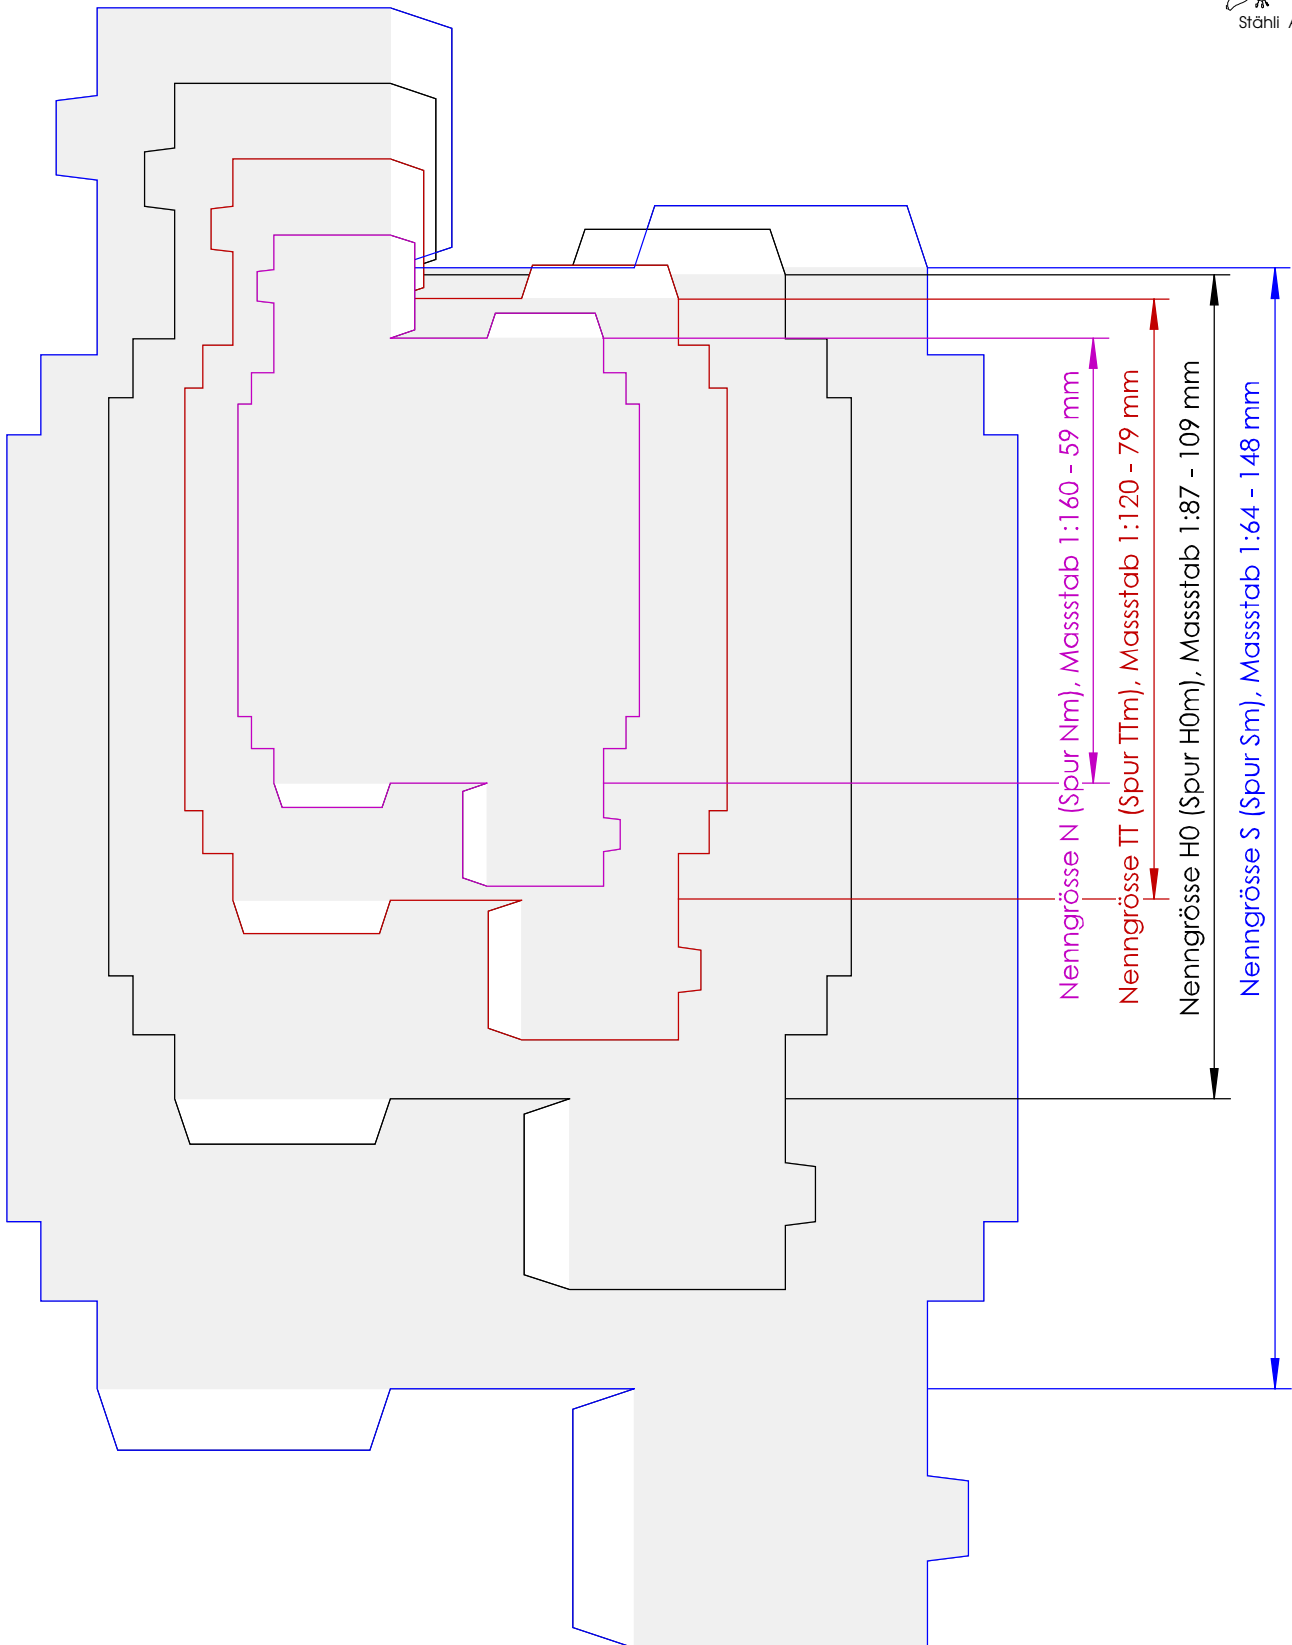 Stähli A
Nenngrösse N (Spur Nm), Massstab 1:160 - 59 mm
Nenngrösse TT (Spur TTm), Massstab 1:120 - 79 mm
Nenngrösse H0 (Spur H0m), Massstab 1:87 - 109 mm
Nenngrösse S (Spur Sm), Massstab 1:64 - 148 mm